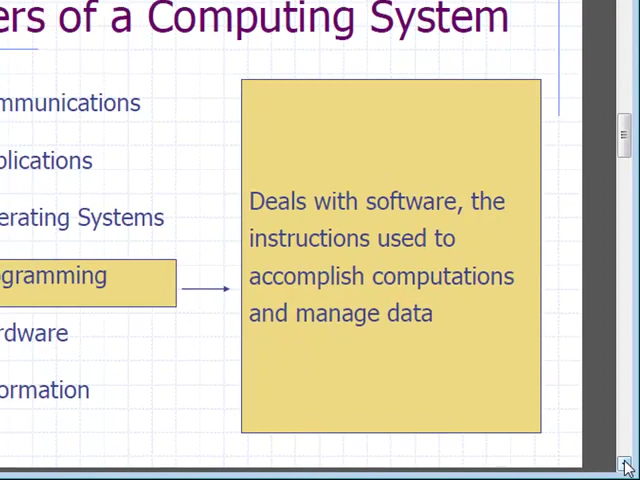 ers of a Computing System
mmunications
plications
erating Systems
ogramming
rdware
ormation
Deals with software, the
instructions used to
accomplish computations
and manage data